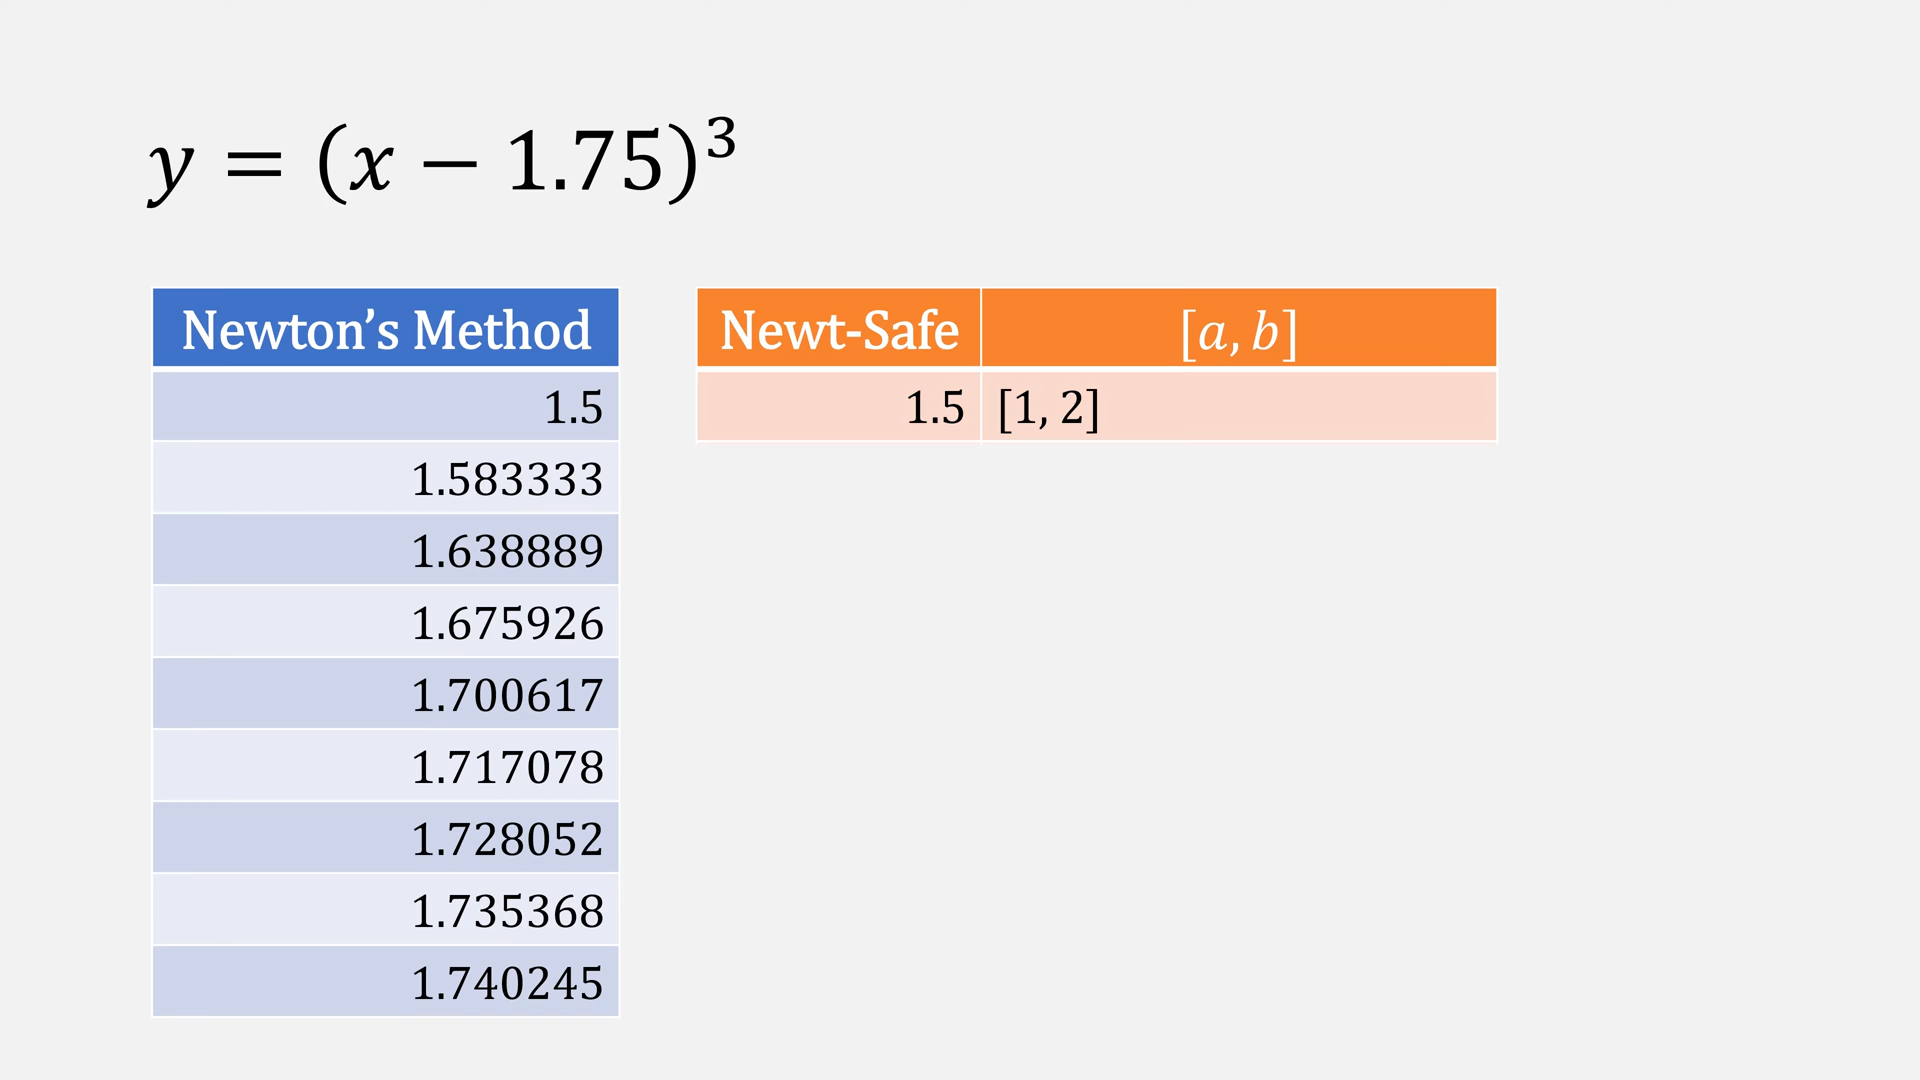 y = (x − 1.75)³
Newton's Method
1.5
1.583333
1.638889
1.675926
1.700617
1.717078
1.728052
1.735368
1.740245
Newt-Safe [a, b]
1.5 [1, 2]